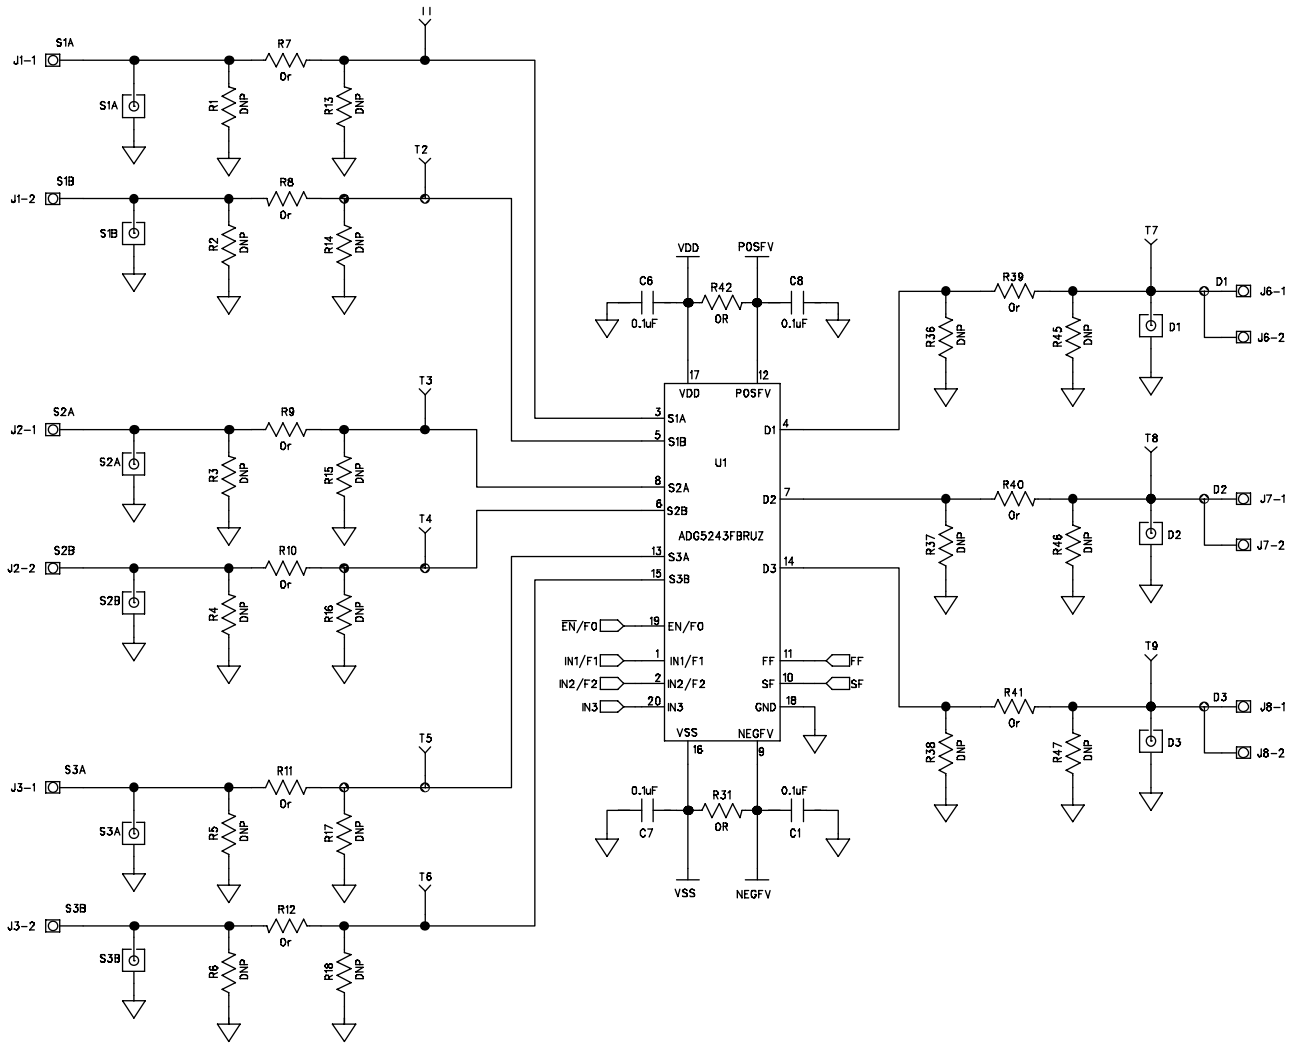 T1
S1A
J1-1
R7
0r
S1A
R1
DNP
R13
DNP
T2
S1B
J1-2
R8
0r
S1B
R2
DNP
R14
DNP
T3
S2A
J2-1
R9
0r
S2A
R3
DNP
R15
DNP
T4
S2B
J2-2
R10
0r
S2B
R4
DNP
R16
DNP
T5
S3A
J3-1
R11
0r
S3A
R5
DNP
R17
DNP
T6
S3B
J3-2
R12
0r
S3B
R6
DNP
R18
DNP
VDD
POSFV
C6
0.1uF
R42
0R
C8
0.1uF
17
12
VDD
POSFV
3
S1A
5
S1B
8
S2A
6
S2B
13
S3A
15
S3B
EN/F0
19
EN/F0
IN1/F1
1
IN1/F1
IN2/F2
2
IN2/F2
IN3
20
IN3
U1
ADG5243FBRUZ
D1
4
D2
7
D3
14
FF
11
FF
SF
10
SF
GND
18
VSS
NEGFV
16
9
0.1uF
C7
R31
0R
0.1uF
C1
VSS
NEGFV
T7
R39
0r
R36
DNP
R45
DNP
D1
D1
J6-1
J6-2
T8
R40
0r
R37
DNP
R46
DNP
D2
D2
J7-1
J7-2
T9
R41
0r
R38
DNP
R47
DNP
D3
D3
J8-1
J8-2